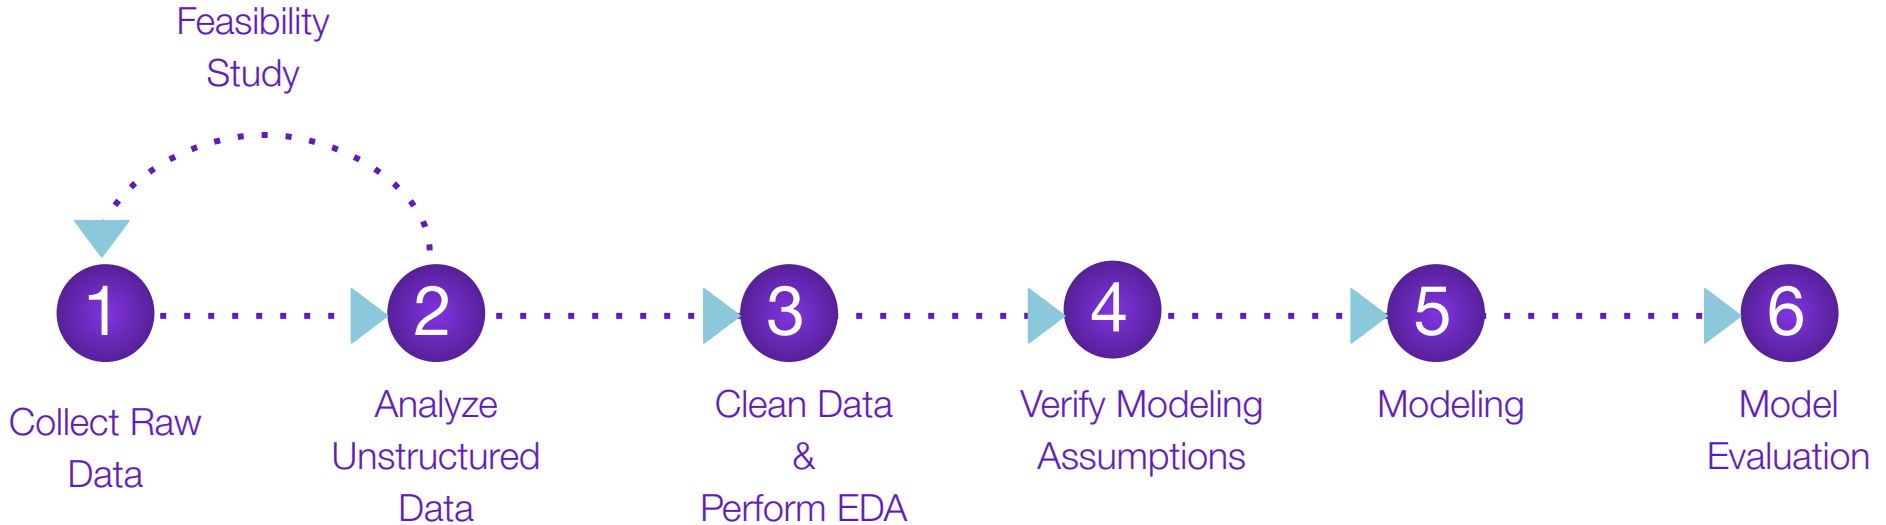 Feasibility
Study
1
2
3
4
5
6
Collect Raw
Data
Analyze
Unstructured
Data
Clean Data
&
Perform EDA
Verify Modeling
Assumptions
Modeling
Model
Evaluation